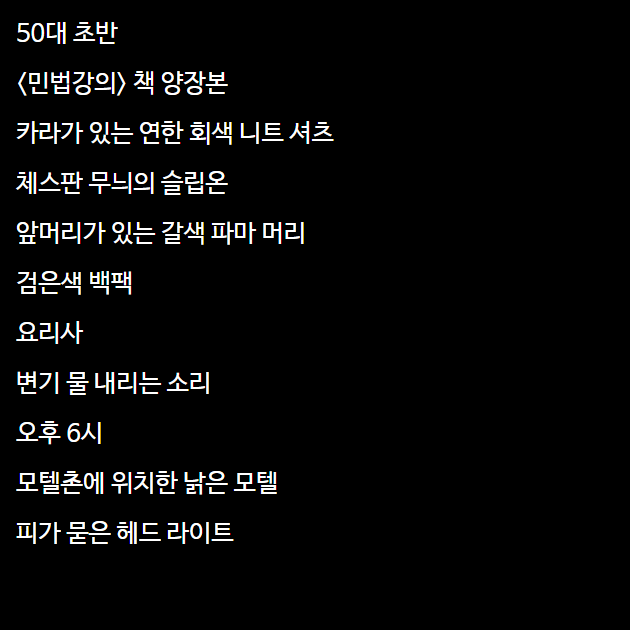 50대 초반
<민법강의> 책 양장본
카라가 있는 연한 회색 니트 셔츠
체스판 무늬의 슬립온
앞머리가 있는 갈색 파마 머리
검은색 백팩
요리사
변기 물 내리는 소리
오후 6시
모텔촌에 위치한 낡은 모텔
피가 묻은 헤드 라이트